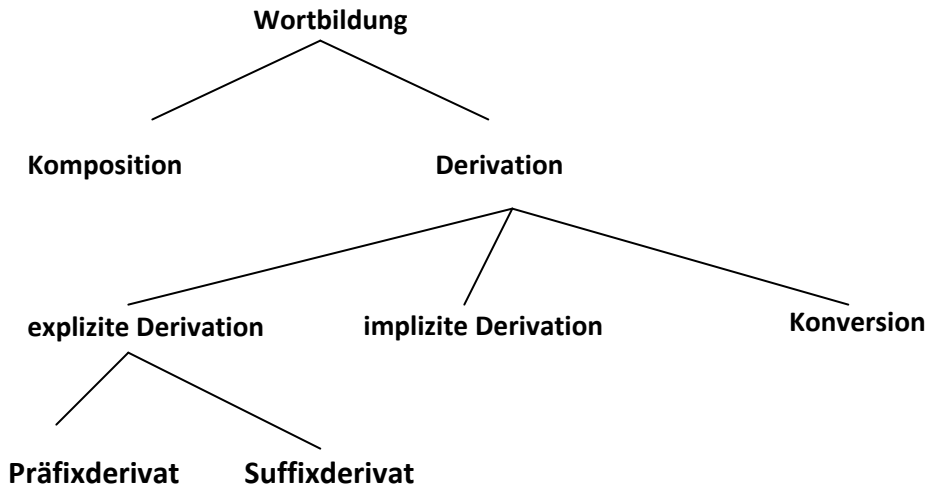 Wortbildung
Komposition Derivation
explizite Derivation implizite Derivation Konversion
Präfixderivat Suffixderivat